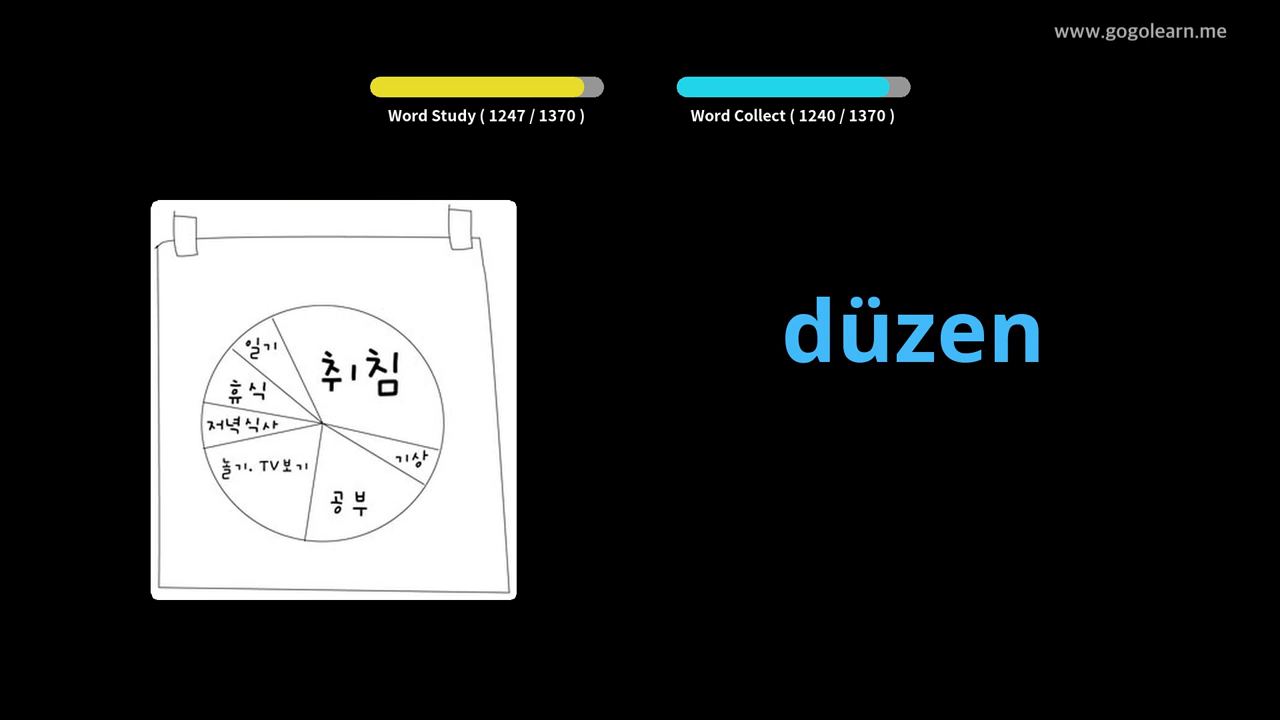 www.gogolearn.me
Word Study ( 1247 / 1370 )
Word Collect ( 1240 / 1370 )
düzen
일기
취침
휴식
저녁식사
놀기. TV보기
기상
공부